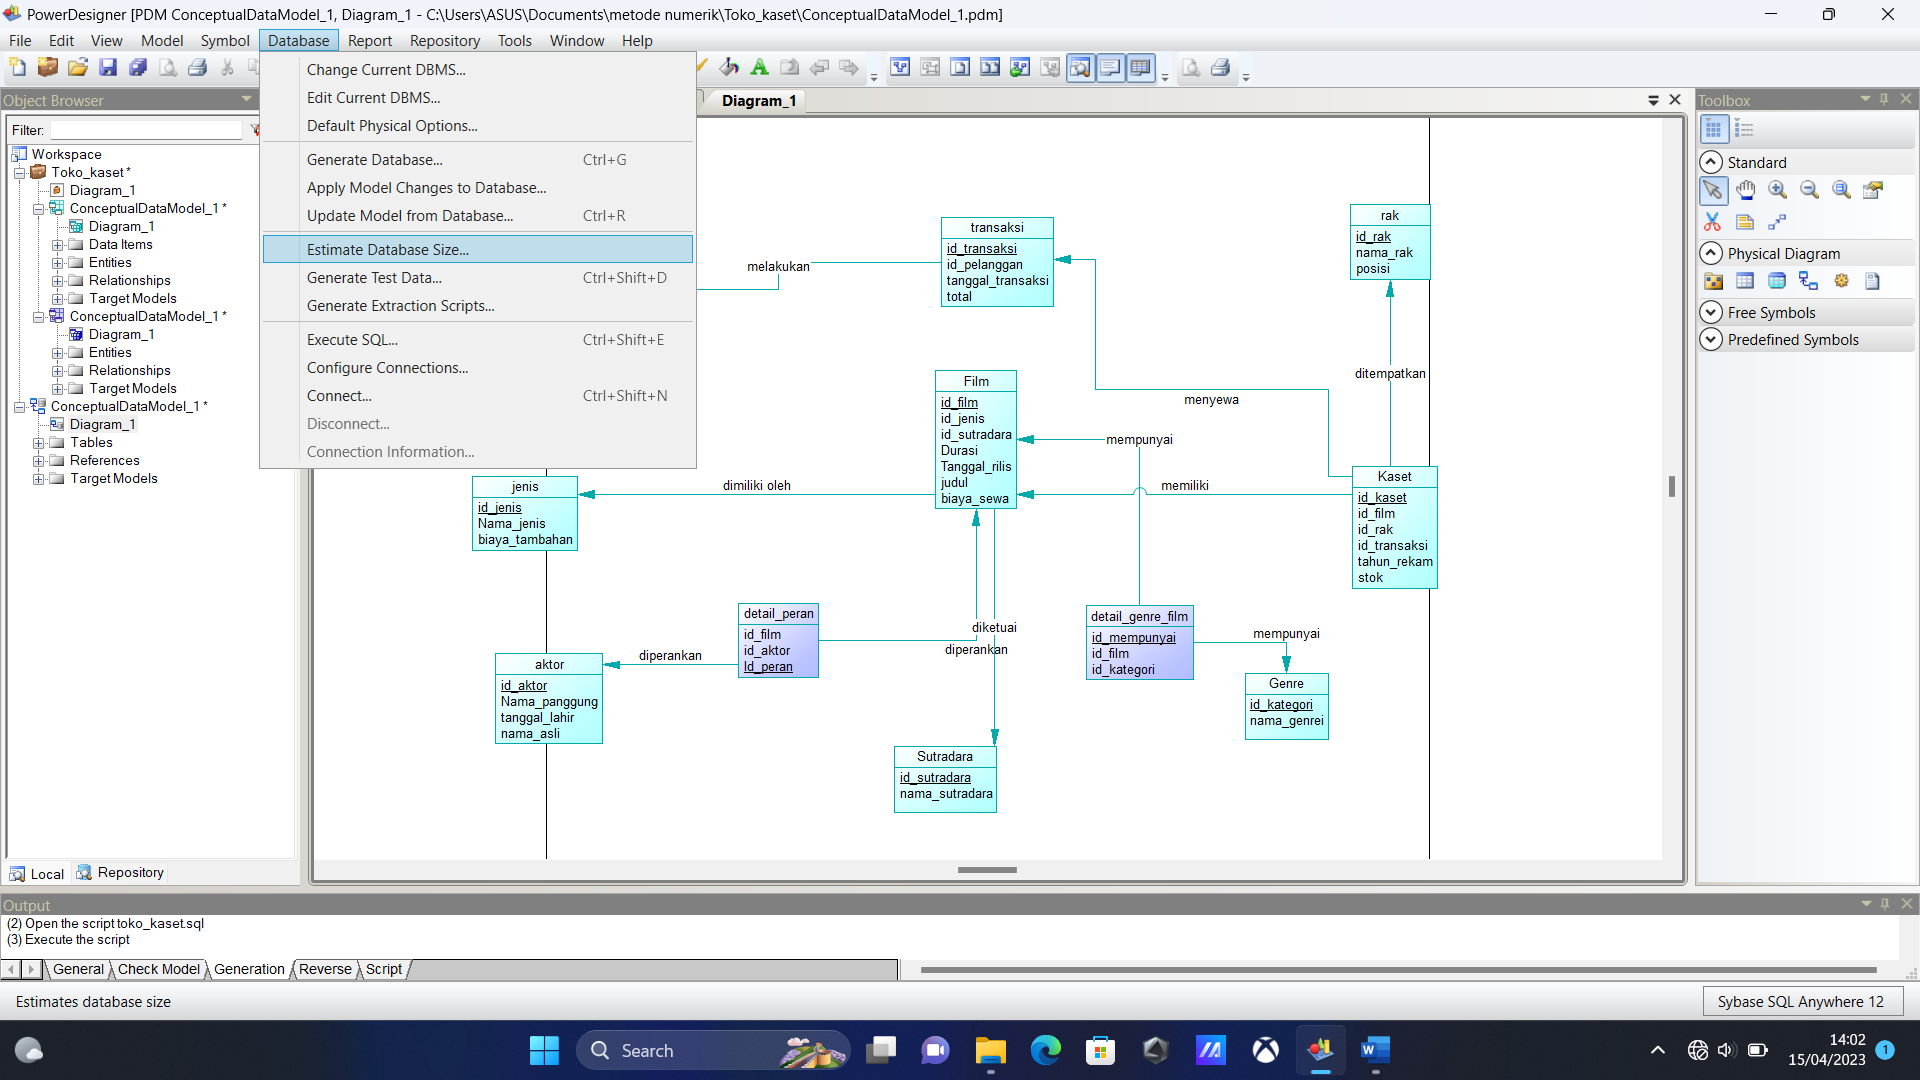 PowerDesigner [PDM ConceptualDataModel_1, Diagram_1 - C:\Users\ASUS\Documents\metode numerik\Toko_kaset\ConceptualDataModel_1.pdm]
File Edit View Model Symbol Database Report Repository Tools Window Help
Object Browser
Filter:
Workspace
Toko_kaset *
Diagram_1
ConceptualDataModel_1 *
Diagram_1
Data Items
Entities
Relationships
Target Models
ConceptualDataModel_1 *
Diagram_1
Entities
Relationships
Target Models
ConceptualDataModel_1 *
Diagram_1
Tables
References
Target Models
Local Repository
Change Current DBMS...
Edit Current DBMS...
Default Physical Options...
Generate Database... Ctrl+G
Apply Model Changes to Database...
Update Model from Database... Ctrl+R
Estimate Database Size...
Generate Test Data... Ctrl+Shift+D
Generate Extraction Scripts...
Execute SQL... Ctrl+Shift+E
Configure Connections...
Connect... Ctrl+Shift+N
Disconnect...
Connection Information...
Diagram_1
melakukan
transaksi
id_transaksi
id_pelanggan
tanggal_transaksi
total
rak
id_rak
nama_rak
posisi
ditempatkan
menyewa
Film
id_film
id_jenis
id_sutradara
Durasi
Tanggal_rilis
judul
biaya_sewa
mempunyai
memiliki
dimiliki oleh
Kaset
id_kaset
id_film
id_rak
id_transaksi
tahun_rekam
stok
jenis
id_jenis
Nama_jenis
biaya_tambahan
detail_peran
id_film
id_aktor
Id_peran
diketuai
diperankan
diperankan
detail_genre_film
id_mempunyai
id_film
id_kategori
mempunyai
aktor
id_aktor
Nama_panggung
tanggal_lahir
nama_asli
Genre
id_kategori
nama_genrei
Sutradara
id_sutradara
nama_sutradara
Toolbox
Standard
Physical Diagram
Free Symbols
Predefined Symbols
Output
(2) Open the script toko_kaset.sql
(3) Execute the script
General Check Model Generation Reverse Script
Estimates database size
Sybase SQL Anywhere 12
Search
14:02
15/04/2023
1